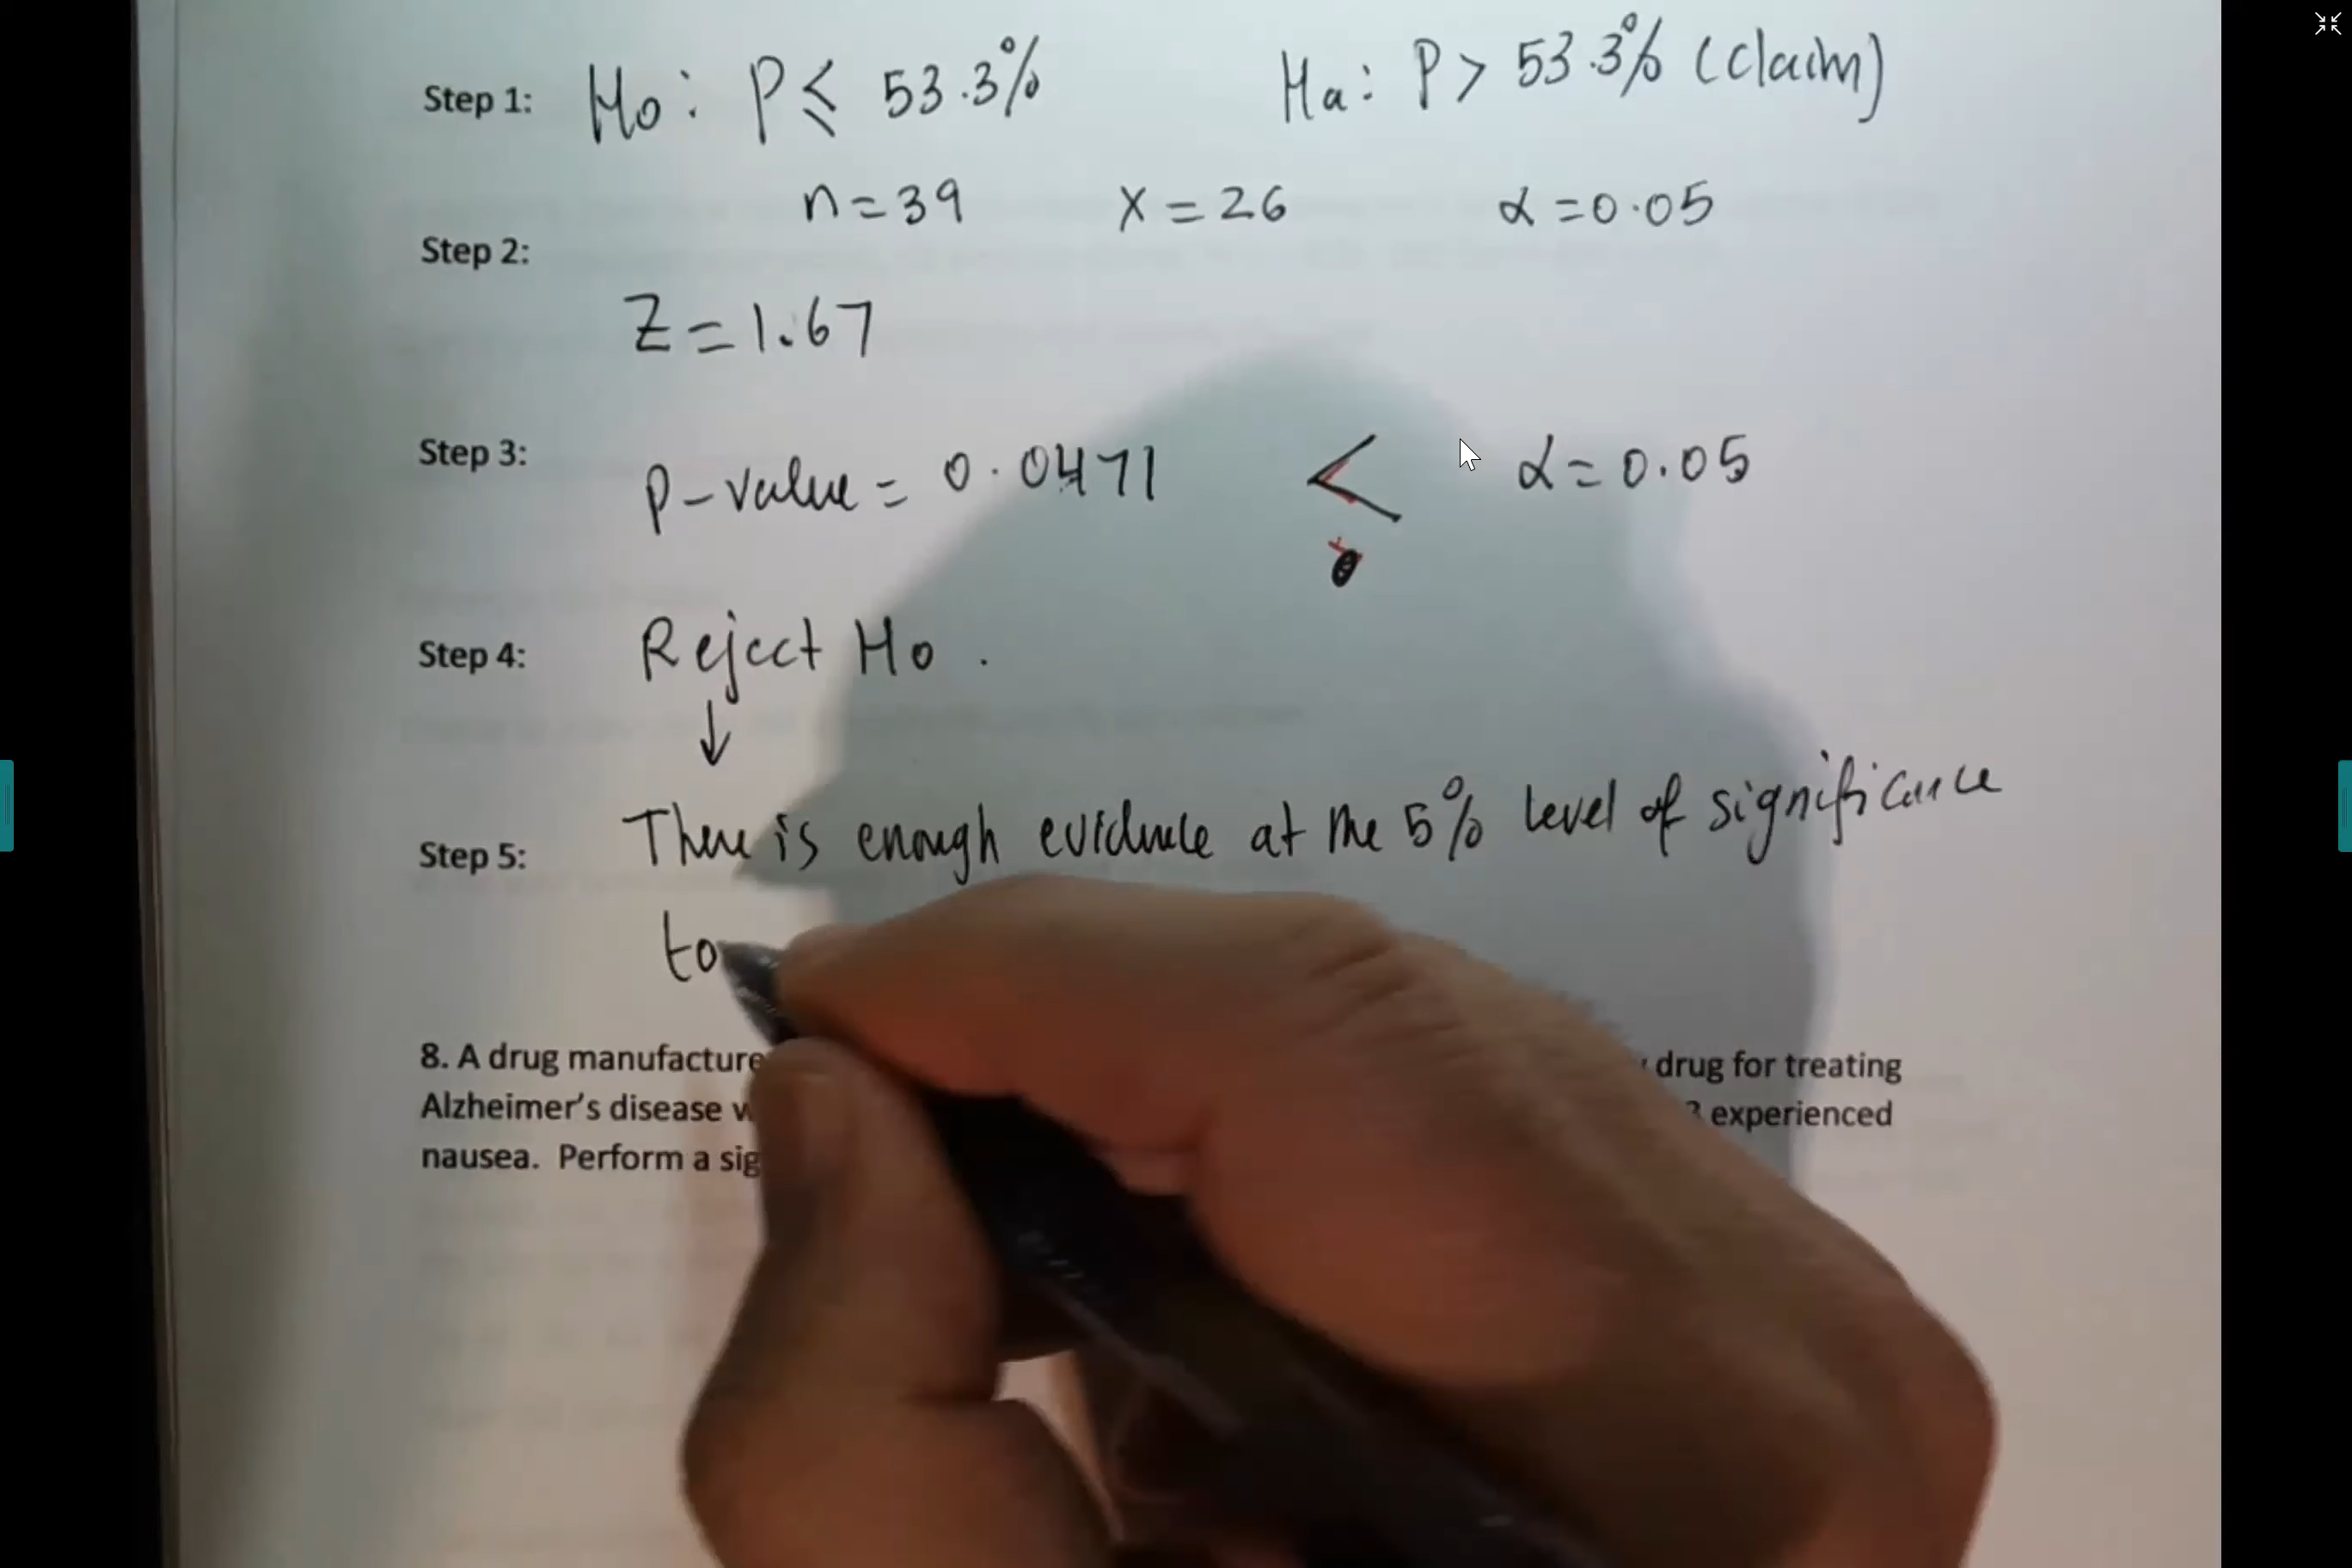 Step 1: Ho: P ≤ 53.3% Ha: P > 53.3% (claim)
n = 39 x = 26 α = 0.05
Step 2:
Z = 1.67
Step 3: P-value = 0.0471 < α = 0.05
Step 4: Reject Ho.
↓
Step 5: There is enough evidence at the 5% level of significance
to
8. A drug manufacture drug for treating
Alzheimer's disease w experienced
nausea. Perform a sig